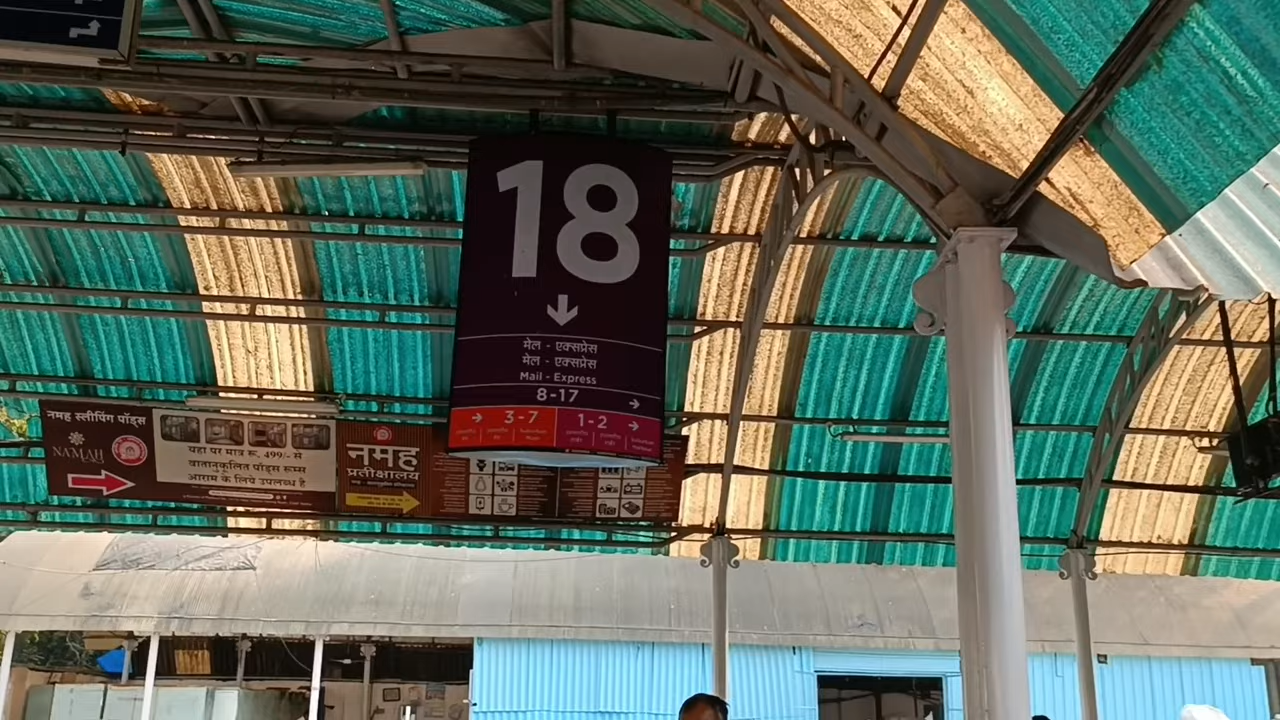 18
मेल - एक्सप्रेस
मेल - एक्सप्रेस
Mail - Express
8-17
3-7
1-2
नमह स्लीपिंग पॉड्स
NAMAH
यहा पर मात्र रू. 499/- से
वातानुकूलित पॉड्स रूम्स
आराम के लिये उपलब्ध है
नमह
प्रतीक्षालय